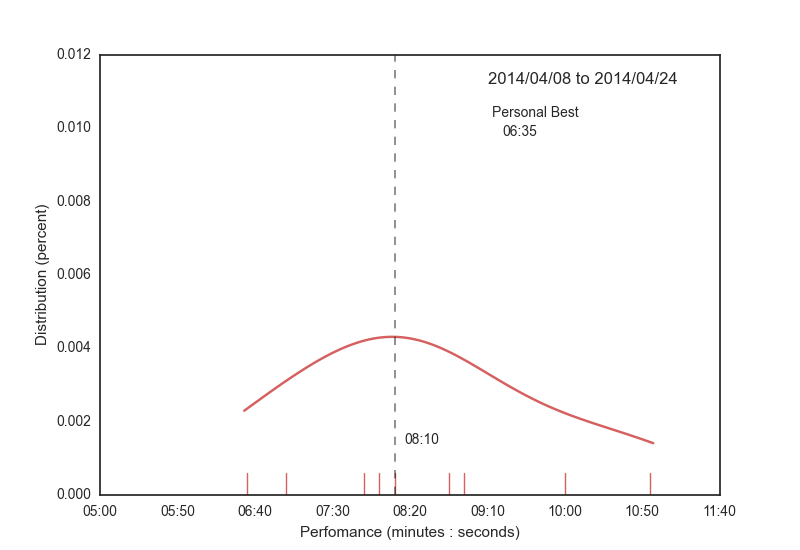 2014/04/08 to 2014/04/24
Personal Best
06:35
0.012
0.010
0.008
0.006
0.004
0.002
0.000
Distribution (percent)
08:10
05:00 05:50 06:40 07:30 08:20 09:10 10:00 10:50 11:40
Perfomance (minutes : seconds)